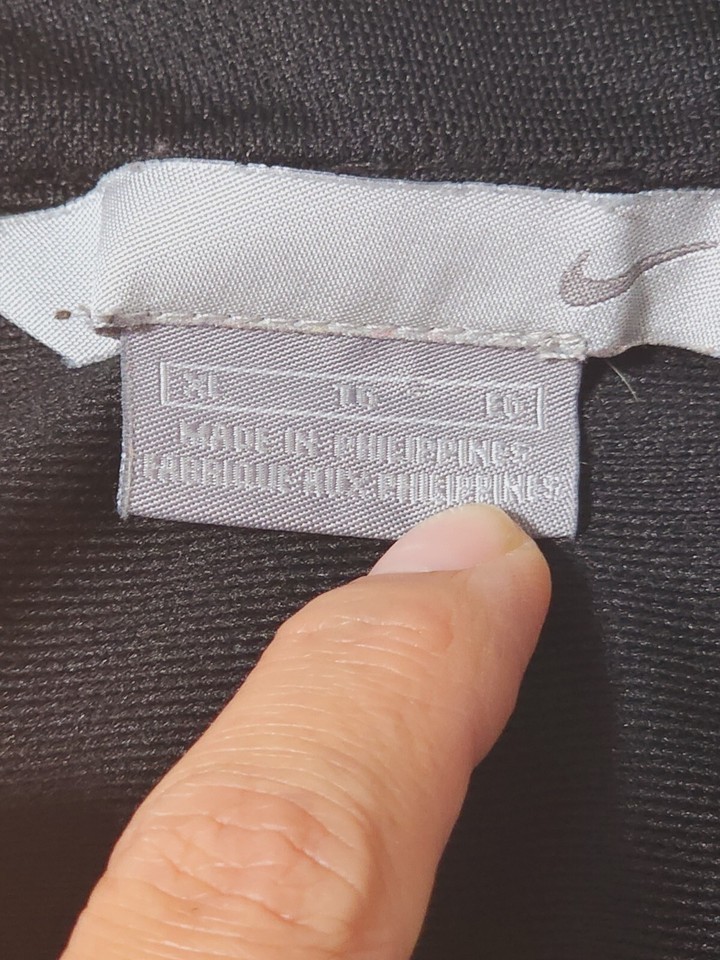 XL TG EG
MADE IN PHILIPPINES
FABRIQUE AUX PHILIPPINES